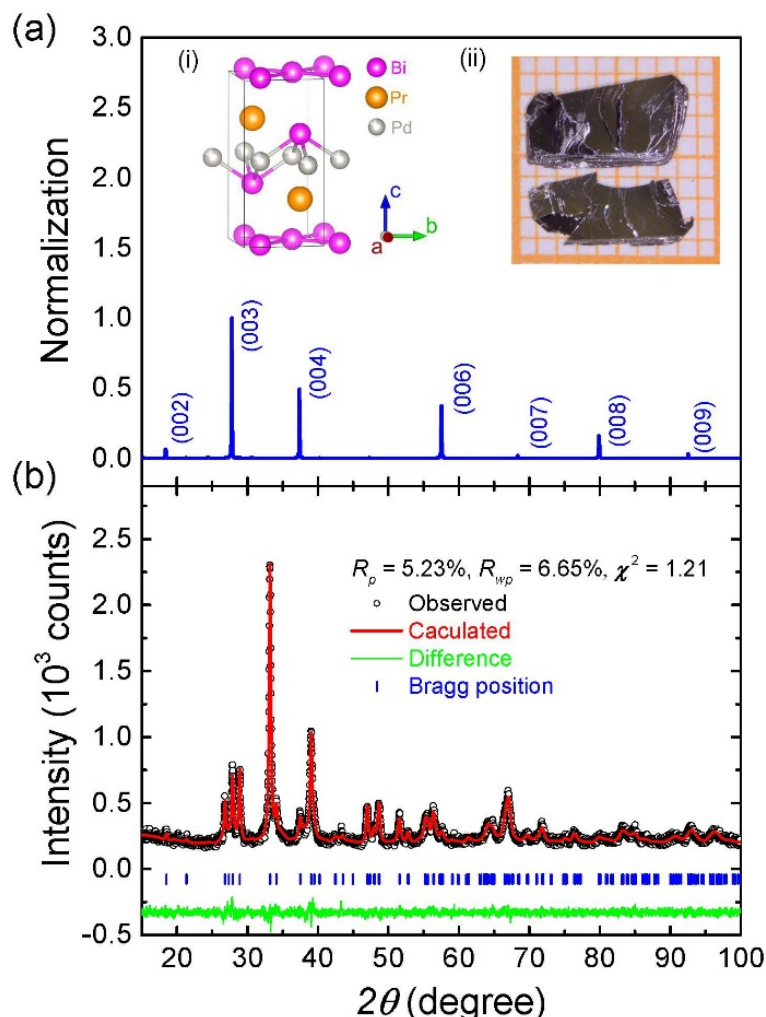 (a)
3.0
2.5
2.0
1.5
1.0
0.5
0.0
Normalization
(i)
Bi
Pr
Pd
c
b
a
(ii)
(002)
(003)
(004)
(006)
(007)
(008)
(009)
(b)
2.5
2.0
1.5
1.0
0.5
0.0
-0.5
Intensity (10³ counts)
Rₚ = 5.23%, R_wp = 6.65%, χ² = 1.21
Observed
Caculated
Difference
Bragg position
20 30 40 50 60 70 80 90 100
2θ (degree)